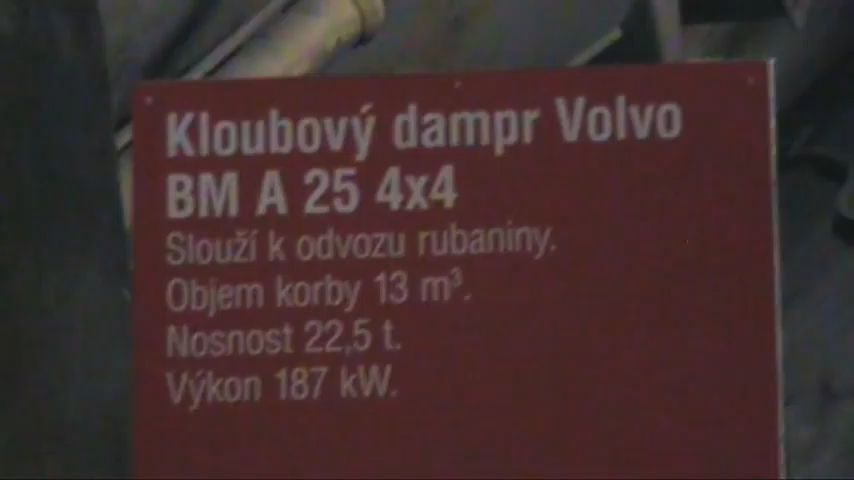 Kloubový dampr Volvo
BM A 25 4x4
Slouží k odvozu rubaniny.
Objem korby 13 m³.
Nosnost 22,5 t.
Výkon 187 kW.